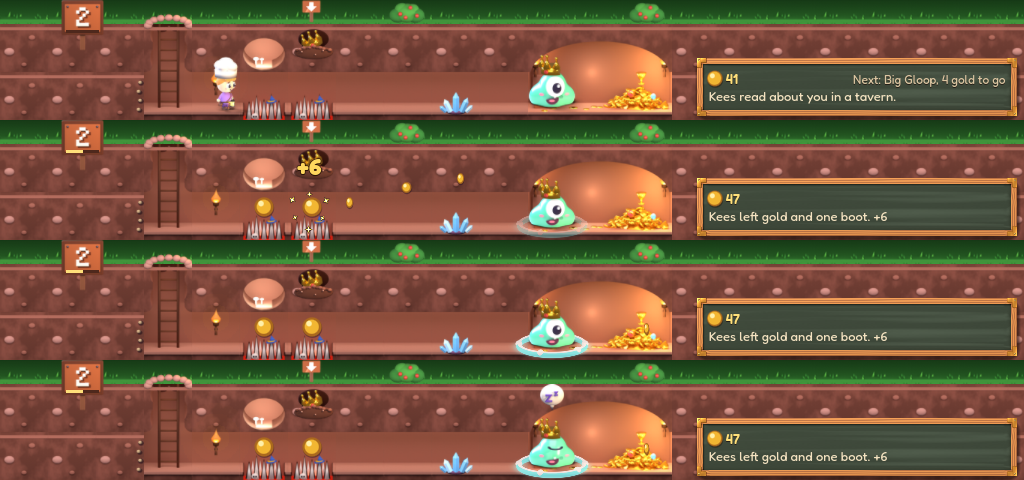 2
41
Next: Big Gloop, 4 gold to go
Kees read about you in a tavern.
2
+6
47
Kees left gold and one boot. +6
2
47
Kees left gold and one boot. +6
2
zz
47
Kees left gold and one boot. +6